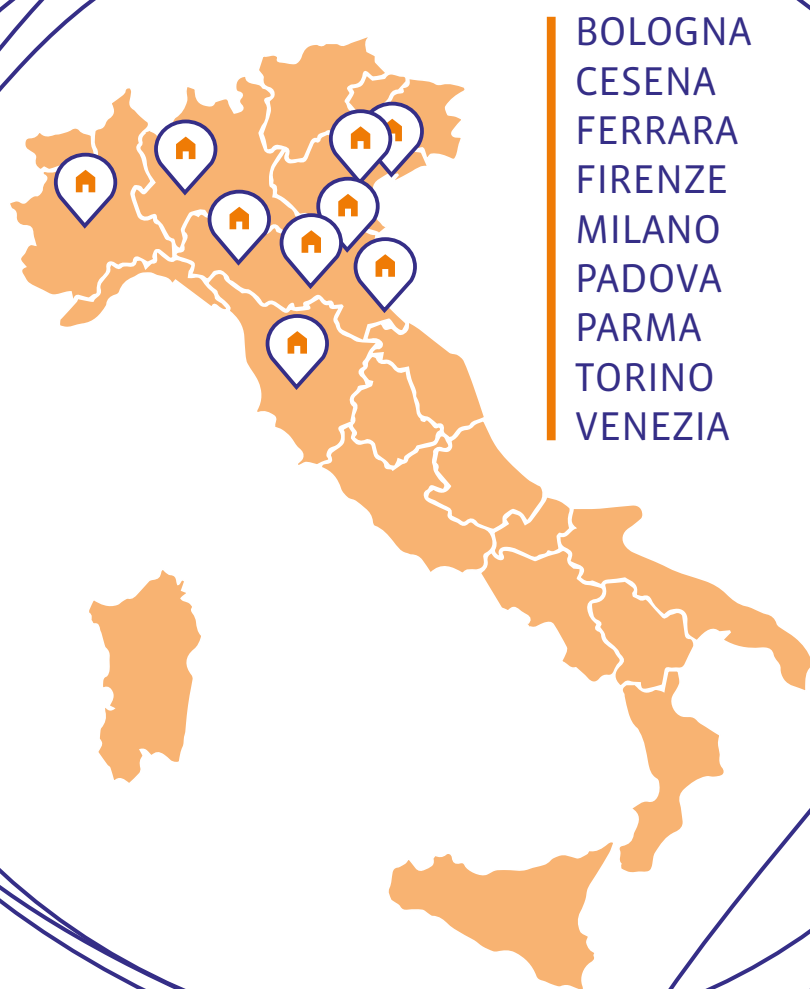 BOLOGNA
CESENA
FERRARA
FIRENZE
MILANO
PADOVA
PARMA
TORINO
VENEZIA